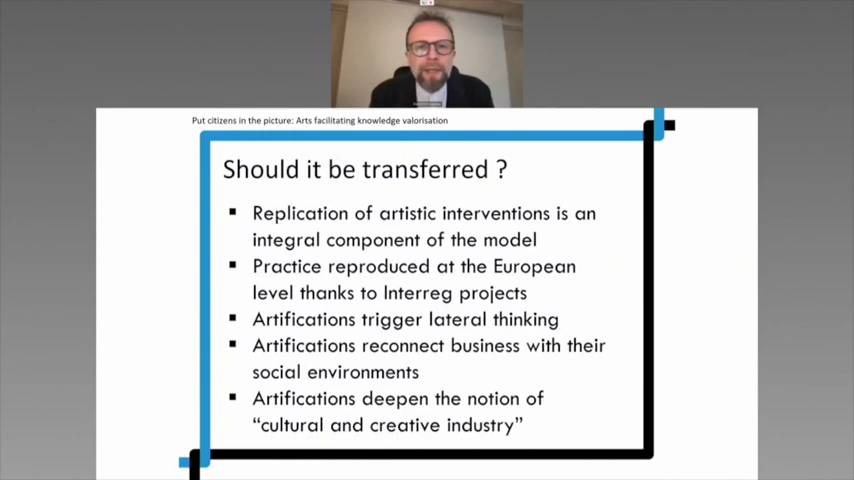 Put citizens in the picture: Arts facilitating knowledge valorisation
Should it be transferred ?
▪ Replication of artistic interventions is an
integral component of the model
▪ Practice reproduced at the European
level thanks to Interreg projects
▪ Artifications trigger lateral thinking
▪ Artifications reconnect business with their
social environments
▪ Artifications deepen the notion of
“cultural and creative industry”